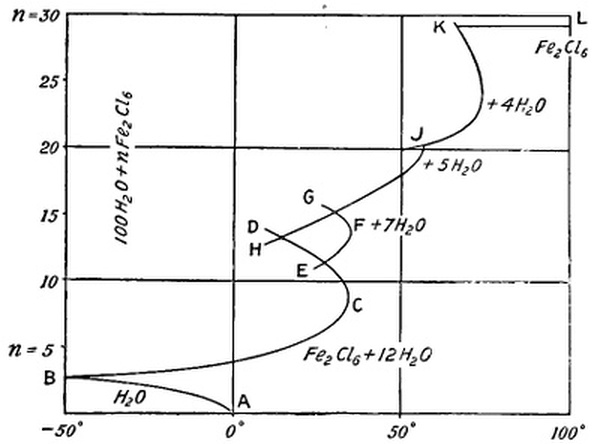 n=30
K
L
Fe₂Cl₆
25
+4H₂O
100H₂O+nFe₂Cl₆
20
J
+5H₂O
15
G
D
F +7H₂O
H
E
10
C
n=5
Fe₂Cl₆+12H₂O
B
H₂O
A
-50°
0°
50°
100°